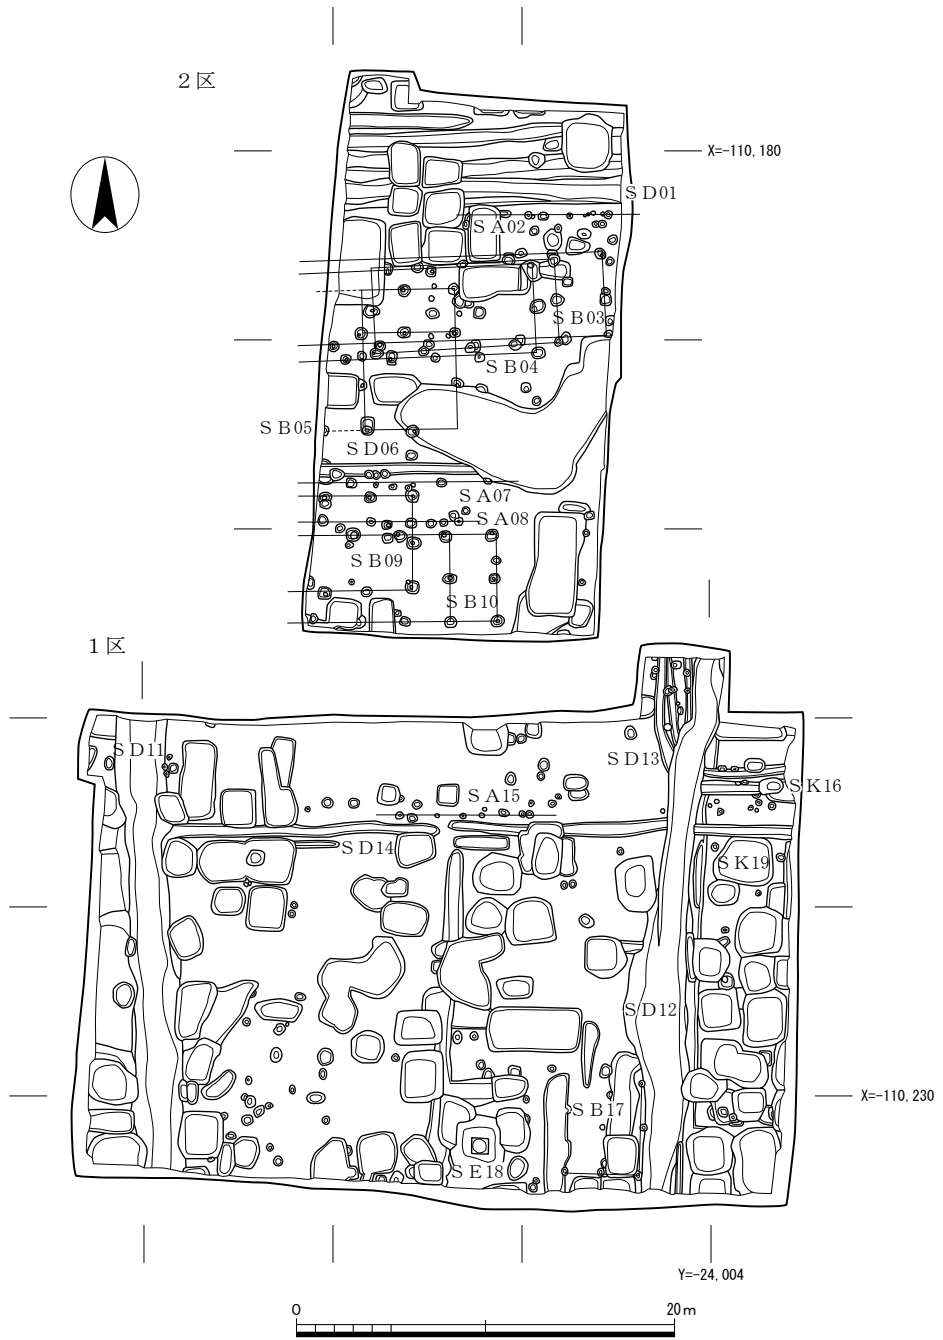 2区
X=-110,180
SD01
SA02
SB03
SB04
SB05
SD06
SA07
SA08
SB09
SB10
1区
SD11
SD13
SK16
SA15
SD14
SK19
SD12
X=-110,230
SB17
SE18
Y=-24,004
0
20m